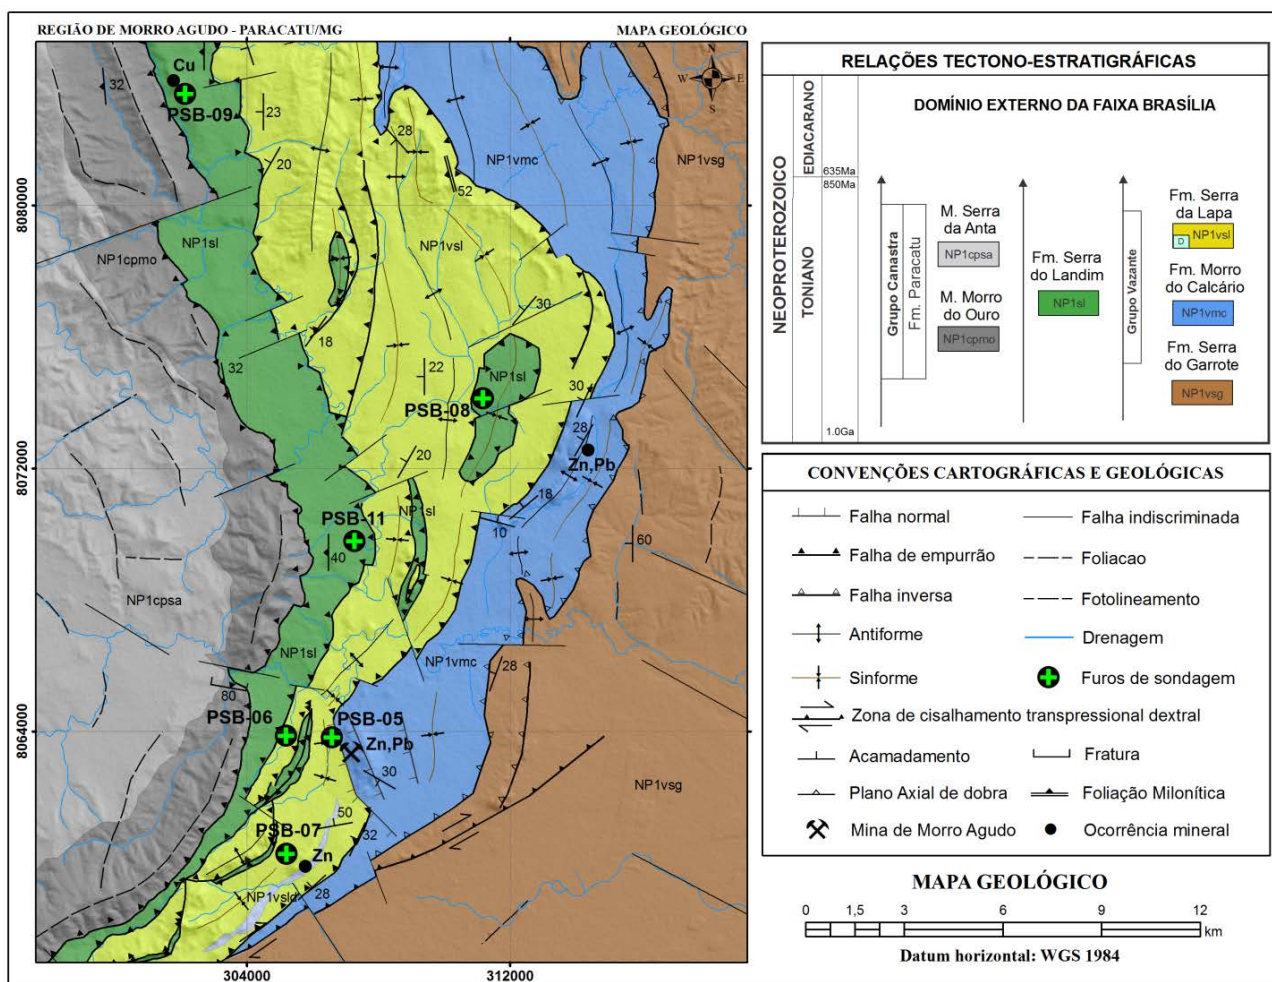 REGIÃO DE MORRO AGUDO - PARACATU/MG
MAPA GEOLÓGICO
N
W E
S
Cu
32
PSB-09
23
28
20
NP1vmc
NP1vsg
52
8080000
NP1sl
NP1vsl
NP1cpmo
30
18
32
22
NP1sl
30
PSB-08
28
20
Zn,Pb
8072000
18
NP1sl
PSB-11
10
40
60
NP1cpsa
NP1sl
NP1vmc
28
80
PSB-06
PSB-05
Zn,Pb
8064000
30
NP1vsg
50
PSB-07
32
Zn
NP1vsld
28
304000
312000
RELAÇÕES TECTONO-ESTRATIGRÁFICAS
DOMÍNIO EXTERNO DA FAIXA BRASÍLIA
NEOPROTEROZOICO
EDIACARANO
TONIANO
635Ma
850Ma
1.0Ga
Grupo Canastra
Fm. Paracatu
M. Serra
da Anta
NP1cpsa
M. Morro
do Ouro
NP1cpmo
Fm. Serra
do Landim
NP1sl
Grupo Vazante
Fm. Serra
da Lapa
D
NP1vsl
Fm. Morro
do Calcário
NP1vmc
Fm. Serra
do Garrote
NP1vsg
CONVENÇÕES CARTOGRÁFICAS E GEOLÓGICAS
Falha normal
Falha indiscriminada
Falha de empurrão
Foliacao
Falha inversa
Fotolineamento
Antiforme
Drenagem
Sinforme
Furos de sondagem
Zona de cisalhamento transpressional dextral
Acamadamento
Fratura
Plano Axial de dobra
Foliação Milonítica
Mina de Morro Agudo
Ocorrência mineral
MAPA GEOLÓGICO
0 1,5 3 6 9 12
km
Datum horizontal: WGS 1984